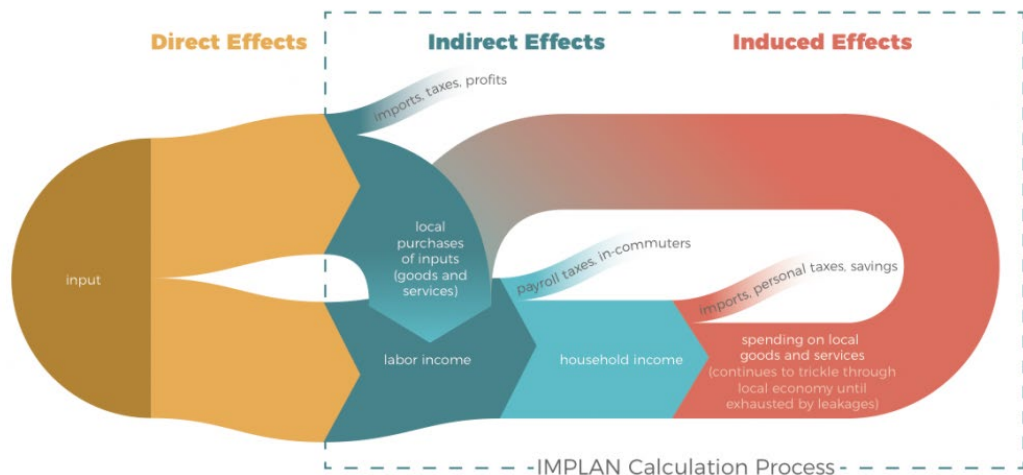 Direct Effects
Indirect Effects
Induced Effects
imports, taxes, profits
local
purchases
of inputs
(goods and
services)
input
payroll taxes, in-commuters
imports, personal taxes, savings
labor income
household income
spending on local
goods and services
(continues to trickle through
local economy until
exhausted by leakages)
IMPLAN Calculation Process